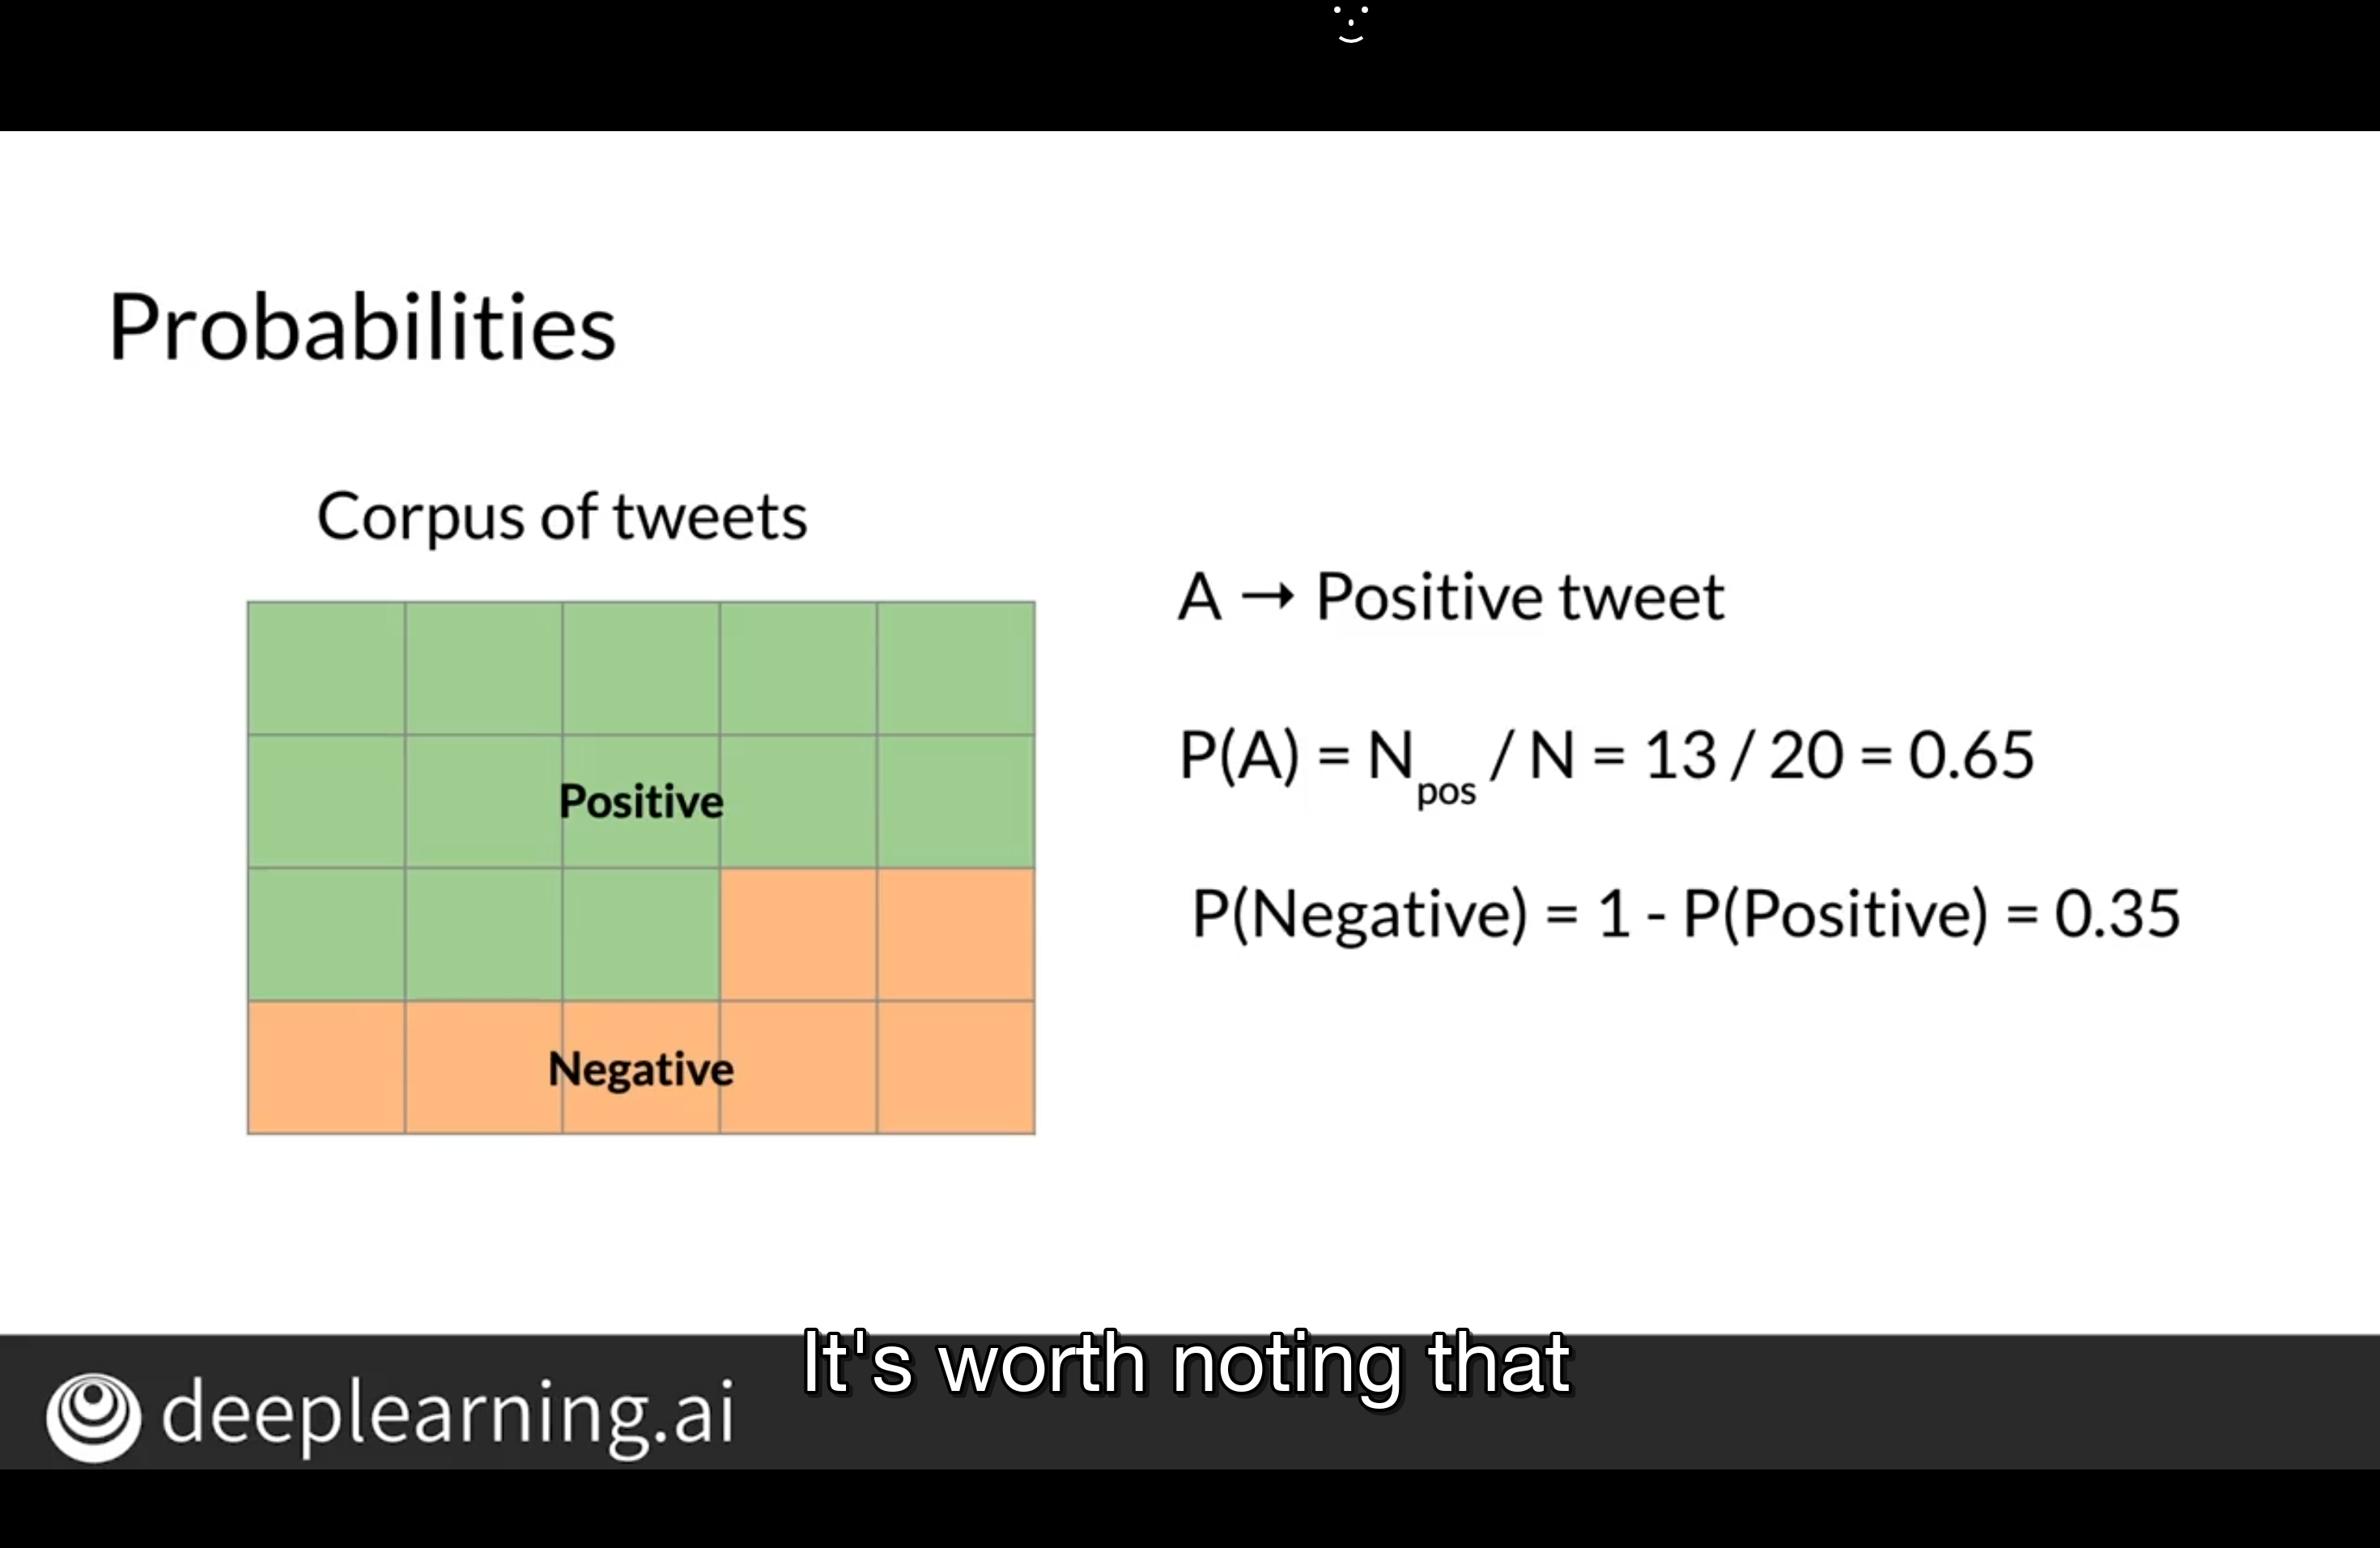 Probabilities
Corpus of tweets
Positive
Negative
A → Positive tweet
P(A) = Npos / N = 13 / 20 = 0.65
P(Negative) = 1 - P(Positive) = 0.35
It's worth noting that
deeplearning.ai